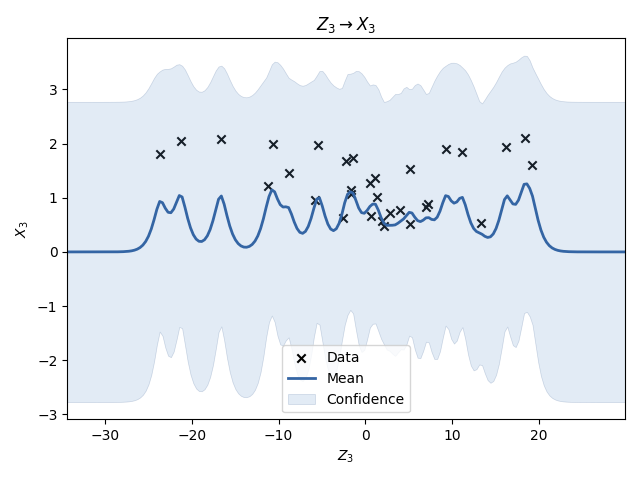 Z₃ → X₃
3
2
1
0
−1
−2
−3
X₃
Data
Mean
Confidence
−30 −20 −10 0 10 20
Z₃